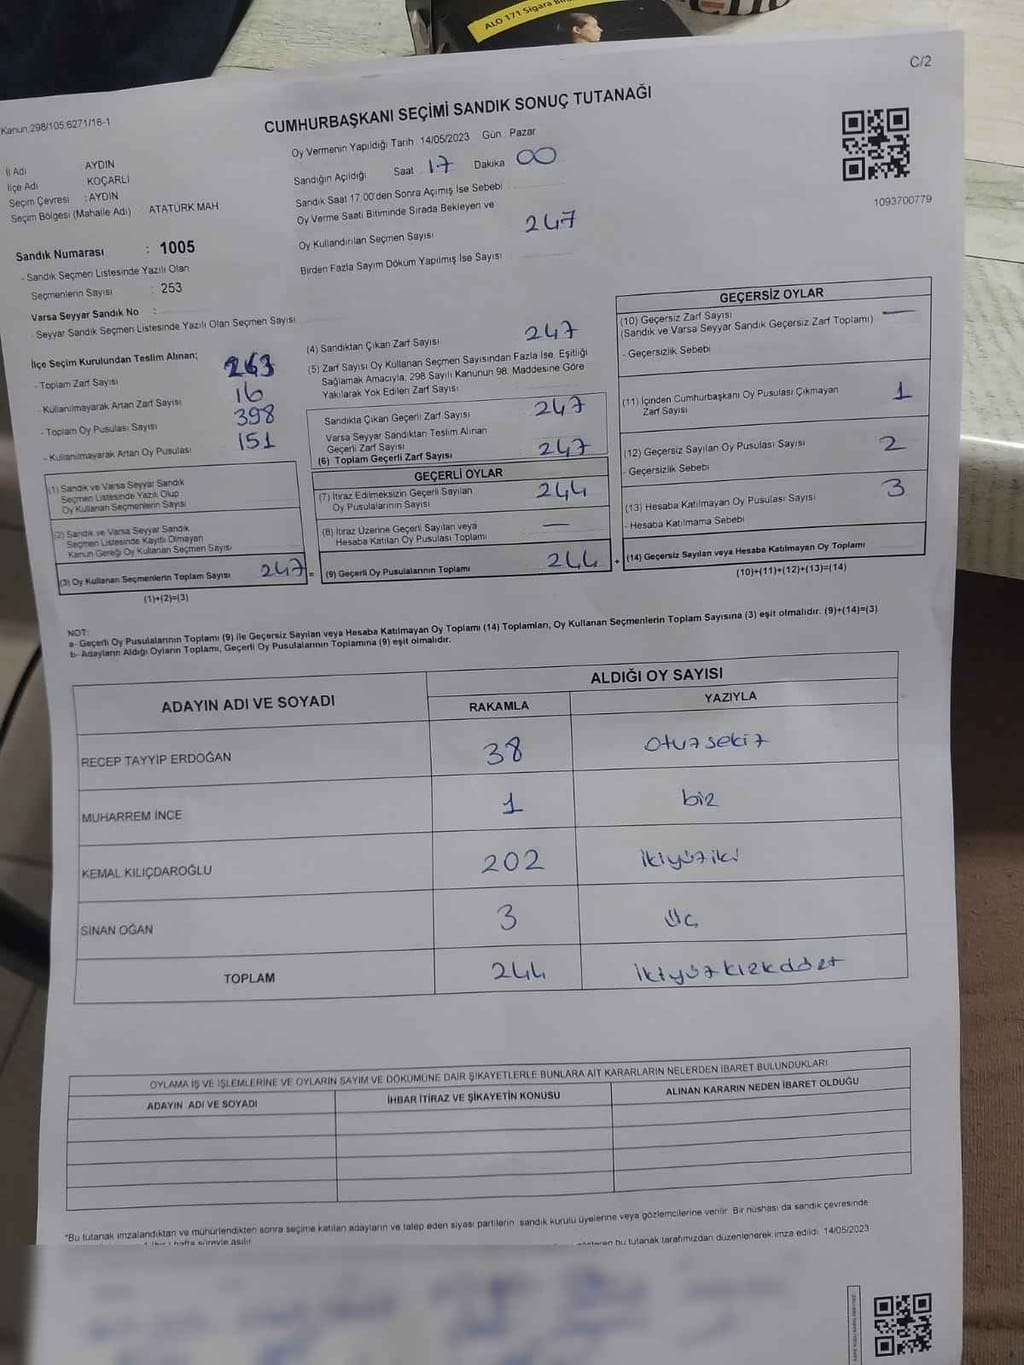 ALO 171 Sigara
C/2
Kanun;298/105;6271/18-1
CUMHURBAŞKANI SEÇİMİ SANDIK SONUÇ TUTANAĞI
Oy Vermenin Yapıldığı Tarih 14/05/2023 Gün Pazar
İl Adı AYDIN
İlçe Adı KOÇARLI
Seçim Çevresi : AYDIN
Seçim Bölgesi (Mahalle Adı) ATATÜRK MAH.
Sandığın Açıldığı Saat 17 Dakika 00
Sandık Saat 17:00'den Sonra Açımış İse Sebebi
Oy Verme Saati Bitiminde Sırada Bekleyen ve
Oy Kullandırılan Seçmen Sayısı 247
Birden Fazla Sayım Döküm Yapılmış İse Sayısı
1093700779
Sandık Numarası : 1005
- Sandık Seçmen Listesinde Yazılı Olan
Seçmenlerin Sayısı : 253
Varsa Seyyar Sandık No :
- Seyyar Sandık Seçmen Listesinde Yazılı Olan Seçmen Sayısı
İlçe Seçim Kurulundan Teslim Alınan;
- Toplam Zarf Sayısı 263
- Kullanılmayarak Artan Zarf Sayısı 16
- Toplam Oy Pusulası Sayısı 398
- Kullanılmayarak Artan Oy Pusulası 151
(1) Sandık ve Varsa Seyyar Sandık
Seçmen Listesinde Yazılı Olup
Oy Kullanan Seçmenlerin Sayısı
(2) Sandık ve Varsa Seyyar Sandık
Seçmen Listesinde Kayıtlı Olmayan
Kanun Gereği Oy Kullanan Seçmen Sayısı
(3) Oy Kullanan Seçmenlerin Toplam Sayısı 247 =
(1)+(2)=(3)
(4) Sandıktan Çıkan Zarf Sayısı 247
(5) Zarf Sayısı Oy Kullanan Seçmen Sayısından Fazla İse, Eşitliği
Sağlamak Amacıyla, 298 Sayılı Kanunun 98. Maddesine Göre
Yakılarak Yok Edilen Zarf Sayısı
Sandıkta Çıkan Geçerli Zarf Sayısı 247
Varsa Seyyar Sandıktan Teslim Alınan
Geçerli Zarf Sayısı
(6) Toplam Geçerli Zarf Sayısı 247
GEÇERLİ OYLAR
(7) İtiraz Edilmeksizin Geçerli Sayılan
Oy Pusulalarının Sayısı 244
(8) İtiraz Üzerine Geçerli Sayılan veya
Hesaba Katılan Oy Pusulası Toplamı —
(9) Geçerli Oy Pusulalarının Toplamı 244 +
GEÇERSİZ OYLAR
(10) Geçersiz Zarf Sayısı —
(Sandık ve Varsa Seyyar Sandık Geçersiz Zarf Toplamı)
- Geçersizlik Sebebi
(11) İçinden Cumhurbaşkanı Oy Pusulası Çıkmayan
Zarf Sayısı 1
(12) Geçersiz Sayılan Oy Pusulası Sayısı 2
- Geçersizlik Sebebi
(13) Hesaba Katılmayan Oy Pusulası Sayısı 3
- Hesaba Katılmama Sebebi
(14) Geçersiz Sayılan veya Hesaba Katılmayan Oy Toplamı
(10)+(11)+(12)+(13)=(14)
NOT:
a- Geçerli Oy Pusulalarının Toplamı (9) ile Geçersiz Sayılan veya Hesaba Katılmayan Oy Toplamı (14) Toplamları, Oy Kullanan Seçmenlerin Toplam Sayısına (3) eşit olmalıdır. (9)+(14)=(3)
b- Adayların Aldığı Oyların Toplamı, Geçerli Oy Pusulalarının Toplamına (9) eşit olmalıdır.
ADAYIN ADI VE SOYADI
ALDIĞI OY SAYISI
RAKAMLA YAZIYLA
RECEP TAYYİP ERDOĞAN 38 otuzsekiz
MUHARREM İNCE 1 bir
KEMAL KILIÇDAROĞLU 202 ikiyüziki
SİNAN OĞAN 3 üç
TOPLAM 244 ikiyüzkırkdört
OYLAMA İŞ VE İŞLEMLERİNE VE OYLARIN SAYIM VE DÖKÜMÜNE DAİR ŞİKAYETLERLE BUNLARA AİT KARARLARIN NELERDEN İBARET BULUNDUKLARI
ADAYIN ADI VE SOYADI İHBAR İTİRAZ VE ŞİKAYETİN KONUSU ALINAN KARARIN NEDEN İBARET OLDUĞU
*Bu tutanak imzalandıktan ve mühürlendikten sonra seçime katılan adayların ve talep eden siyasi partilerin sandık kurulu üyelerine veya gözlemcilerine verilir. Bir nüshası da sandık çevresinde
hafta süreyle asılır. bu tutanak tarafımızdan düzenlenerek imza edildi. 14/05/2023